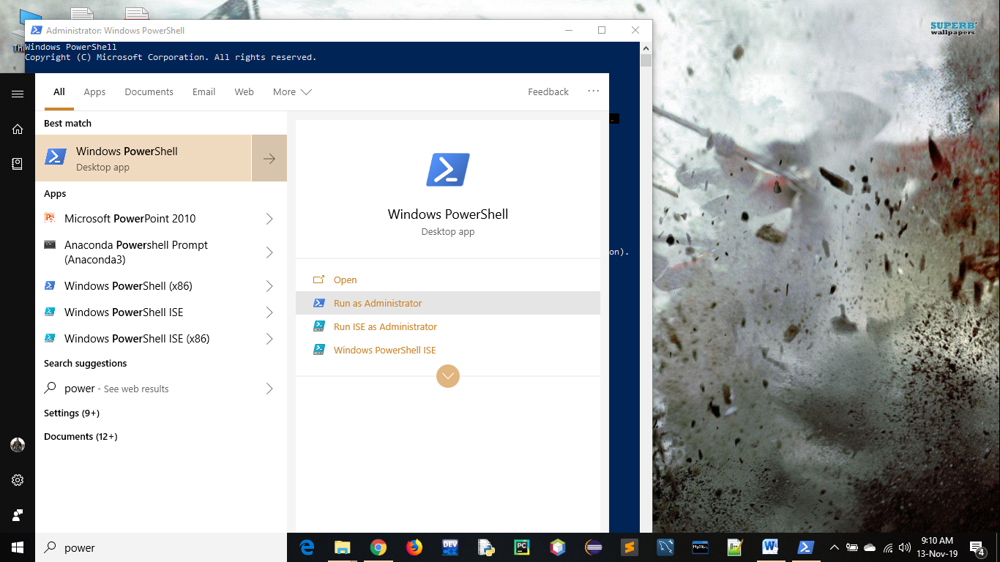 SUPERB
wallpapers
Administrator: Windows PowerShell
Windows PowerShell
Copyright (C) Microsoft Corporation. All rights reserved.
All Apps Documents Email Web More Feedback ...
Best match
Windows PowerShell
Desktop app
Apps
Microsoft PowerPoint 2010
Anaconda Powershell Prompt
(Anaconda3)
Windows PowerShell (x86)
Windows PowerShell ISE
Windows PowerShell ISE (x86)
Search suggestions
power - See web results
Settings (9+)
Documents (12+)
Windows PowerShell
Desktop app
Open
Run as Administrator
Run ISE as Administrator
Windows PowerShell ISE
on).
power
DEV
PC
MySQL
9:10 AM
13-Nov-19
4